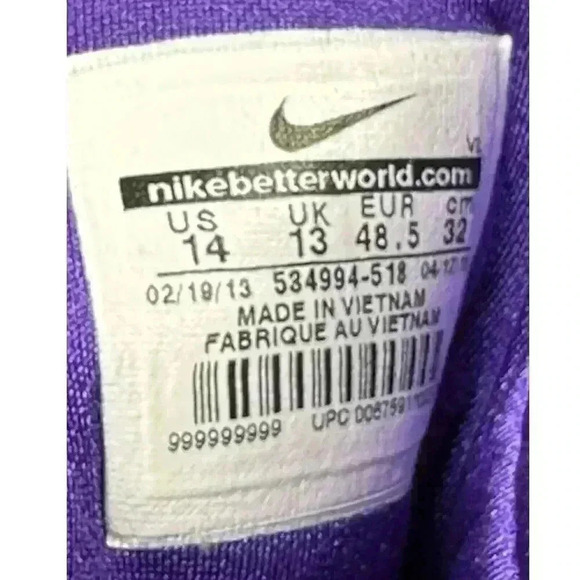 nikebetterworld.com
US UK EUR cm
14 13 48.5 32
02/19/13 534994-518
MADE IN VIETNAM
FABRIQUE AU VIETNAM
999999999 UPC